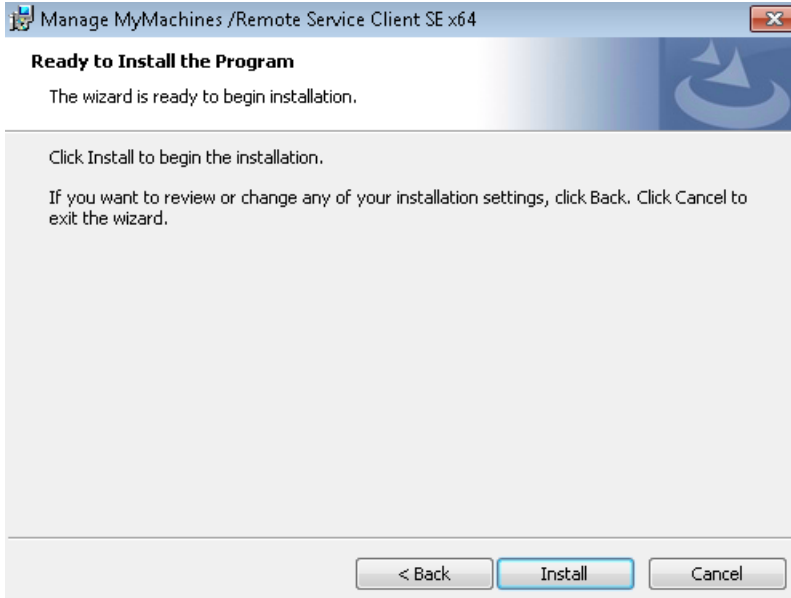 Manage MyMachines /Remote Service Client SE x64
Ready to Install the Program
The wizard is ready to begin installation.
Click Install to begin the installation.
If you want to review or change any of your installation settings, click Back. Click Cancel to
exit the wizard.
< Back
Install
Cancel